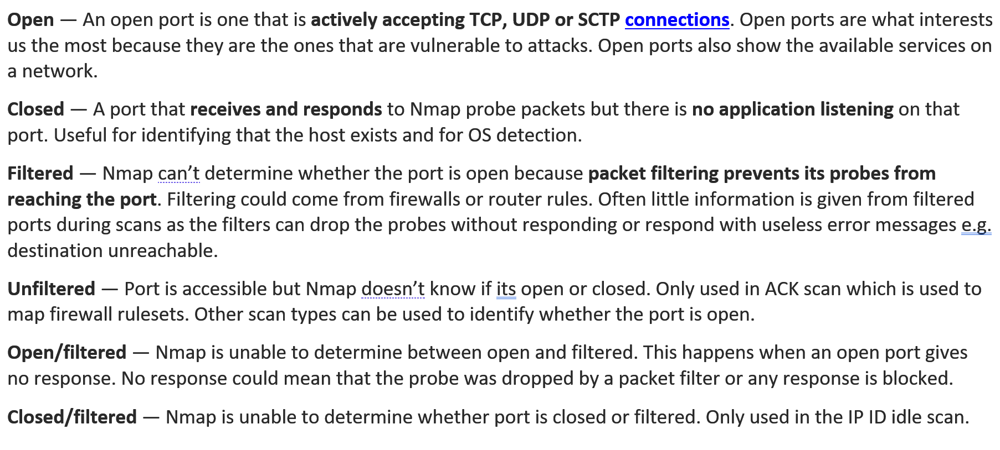 Open — An open port is one that is actively accepting TCP, UDP or SCTP connections. Open ports are what interests
us the most because they are the ones that are vulnerable to attacks. Open ports also show the available services on
a network.
Closed — A port that receives and responds to Nmap probe packets but there is no application listening on that
port. Useful for identifying that the host exists and for OS detection.
Filtered — Nmap can’t determine whether the port is open because packet filtering prevents its probes from
reaching the port. Filtering could come from firewalls or router rules. Often little information is given from filtered
ports during scans as the filters can drop the probes without responding or respond with useless error messages e.g.
destination unreachable.
Unfiltered — Port is accessible but Nmap doesn’t know if its open or closed. Only used in ACK scan which is used to
map firewall rulesets. Other scan types can be used to identify whether the port is open.
Open/filtered — Nmap is unable to determine between open and filtered. This happens when an open port gives
no response. No response could mean that the probe was dropped by a packet filter or any response is blocked.
Closed/filtered — Nmap is unable to determine whether port is closed or filtered. Only used in the IP ID idle scan.